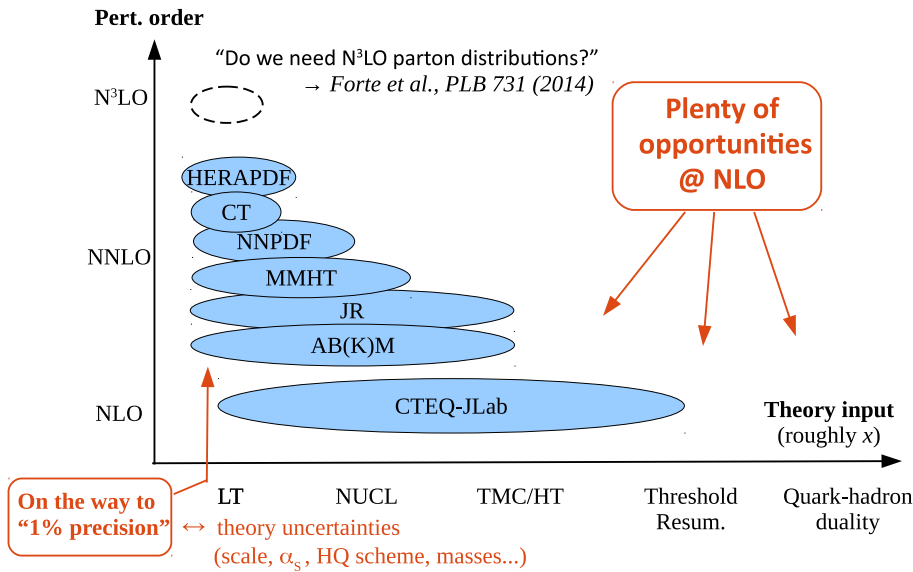 Pert. order
“Do we need N³LO parton distributions?”
→ Forte et al., PLB 731 (2014)
N³LO
Plenty of
opportunities
@ NLO
HERAPDF
CT
NNPDF
NNLO
MMHT
JR
AB(K)M
NLO
CTEQ-JLab
Theory input
(roughly x)
LT
NUCL
TMC/HT
Threshold
Resum.
Quark-hadron
duality
On the way to
“1% precision”
↔ theory uncertainties
(scale, αₛ, HQ scheme, masses...)